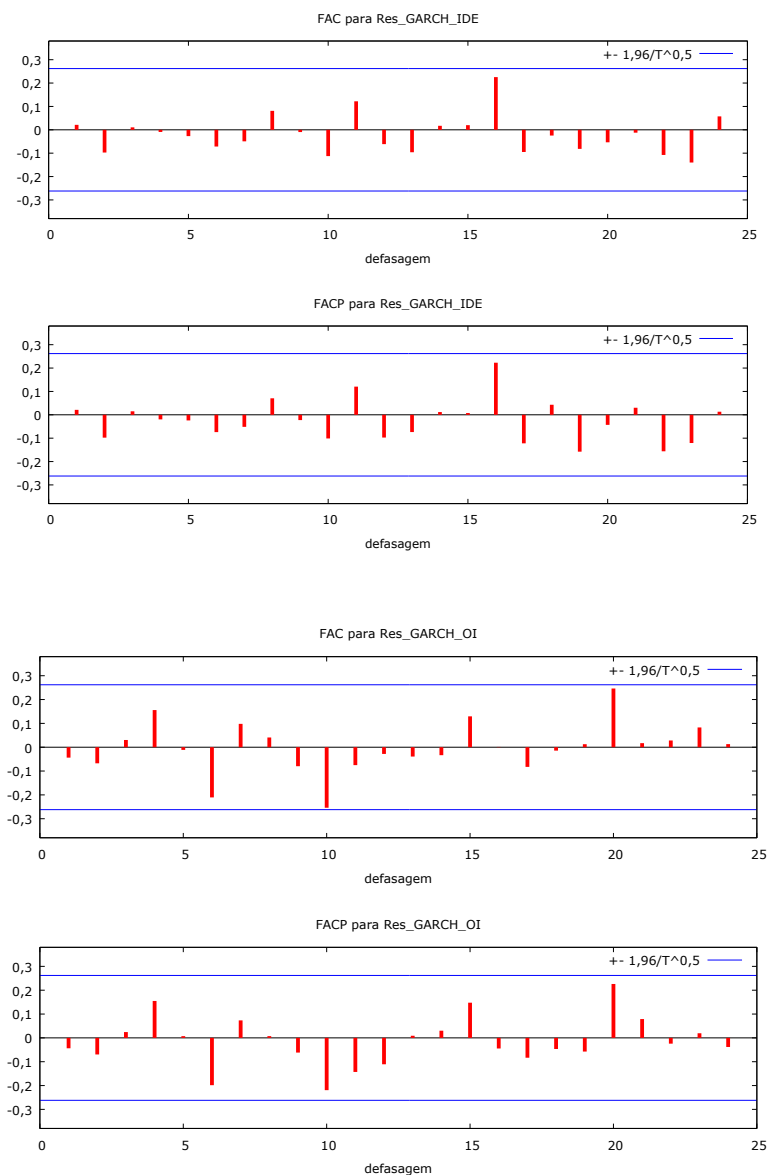 FAC para Res_GARCH_IDE
+- 1,96/T^0,5
0,3
0,2
0,1
0
-0,1
-0,2
-0,3
0 5 10 15 20 25
defasagem
FACP para Res_GARCH_IDE
+- 1,96/T^0,5
0,3
0,2
0,1
0
-0,1
-0,2
-0,3
0 5 10 15 20 25
defasagem
FAC para Res_GARCH_OI
+- 1,96/T^0,5
0,3
0,2
0,1
0
-0,1
-0,2
-0,3
0 5 10 15 20 25
defasagem
FACP para Res_GARCH_OI
+- 1,96/T^0,5
0,3
0,2
0,1
0
-0,1
-0,2
-0,3
0 5 10 15 20 25
defasagem